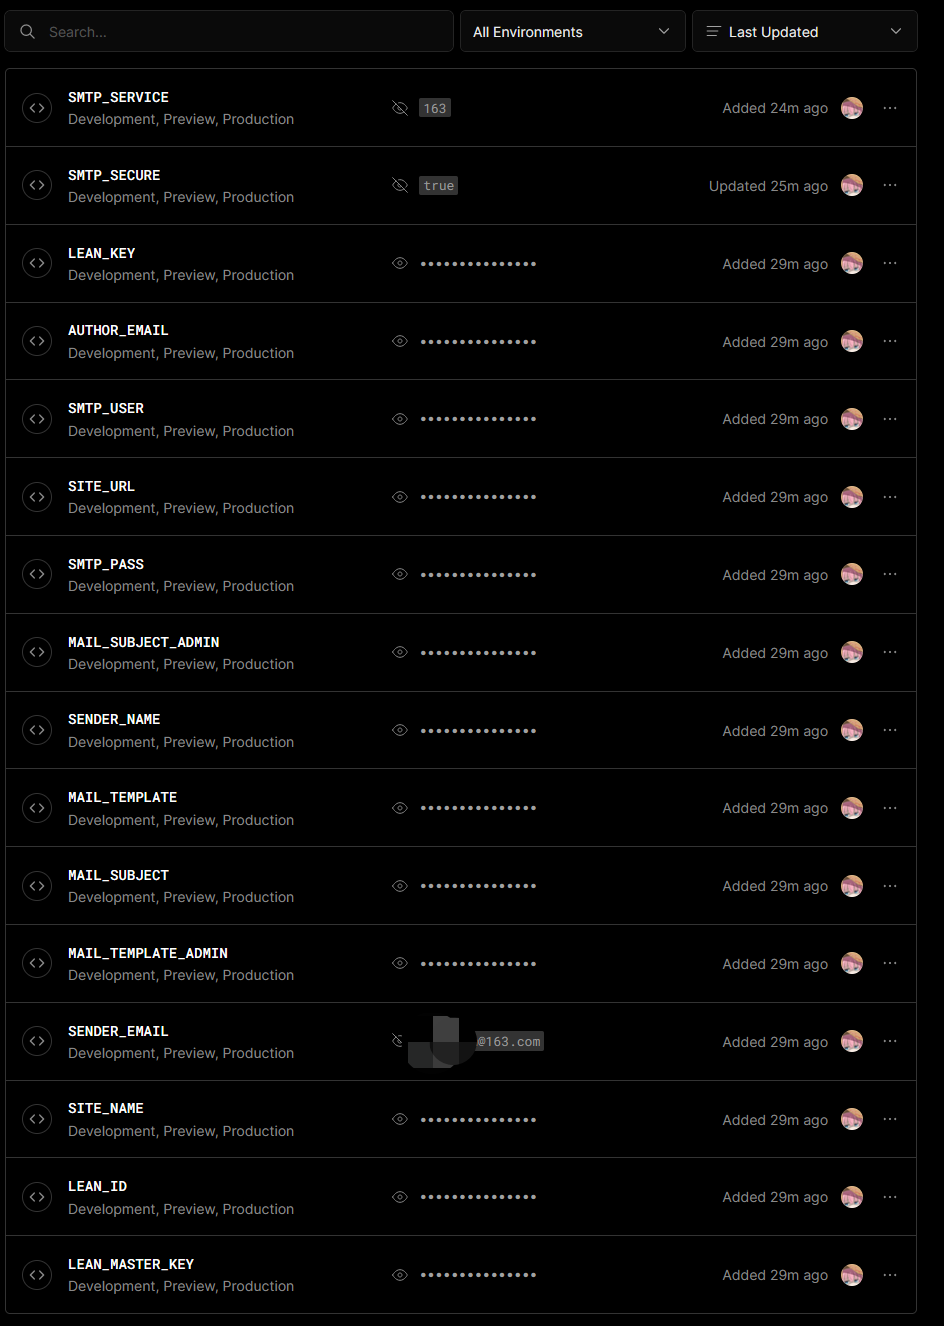 Search...
All Environments
Last Updated
SMTP_SERVICE
Development, Preview, Production
163
Added 24m ago
SMTP_SECURE
Development, Preview, Production
true
Updated 25m ago
LEAN_KEY
Development, Preview, Production
•••••••••••••••
Added 29m ago
AUTHOR_EMAIL
Development, Preview, Production
•••••••••••••••
Added 29m ago
SMTP_USER
Development, Preview, Production
•••••••••••••••
Added 29m ago
SITE_URL
Development, Preview, Production
•••••••••••••••
Added 29m ago
SMTP_PASS
Development, Preview, Production
•••••••••••••••
Added 29m ago
MAIL_SUBJECT_ADMIN
Development, Preview, Production
•••••••••••••••
Added 29m ago
SENDER_NAME
Development, Preview, Production
•••••••••••••••
Added 29m ago
MAIL_TEMPLATE
Development, Preview, Production
•••••••••••••••
Added 29m ago
MAIL_SUBJECT
Development, Preview, Production
•••••••••••••••
Added 29m ago
MAIL_TEMPLATE_ADMIN
Development, Preview, Production
•••••••••••••••
Added 29m ago
SENDER_EMAIL
Development, Preview, Production
@163.com
Added 29m ago
SITE_NAME
Development, Preview, Production
•••••••••••••••
Added 29m ago
LEAN_ID
Development, Preview, Production
•••••••••••••••
Added 29m ago
LEAN_MASTER_KEY
Development, Preview, Production
•••••••••••••••
Added 29m ago